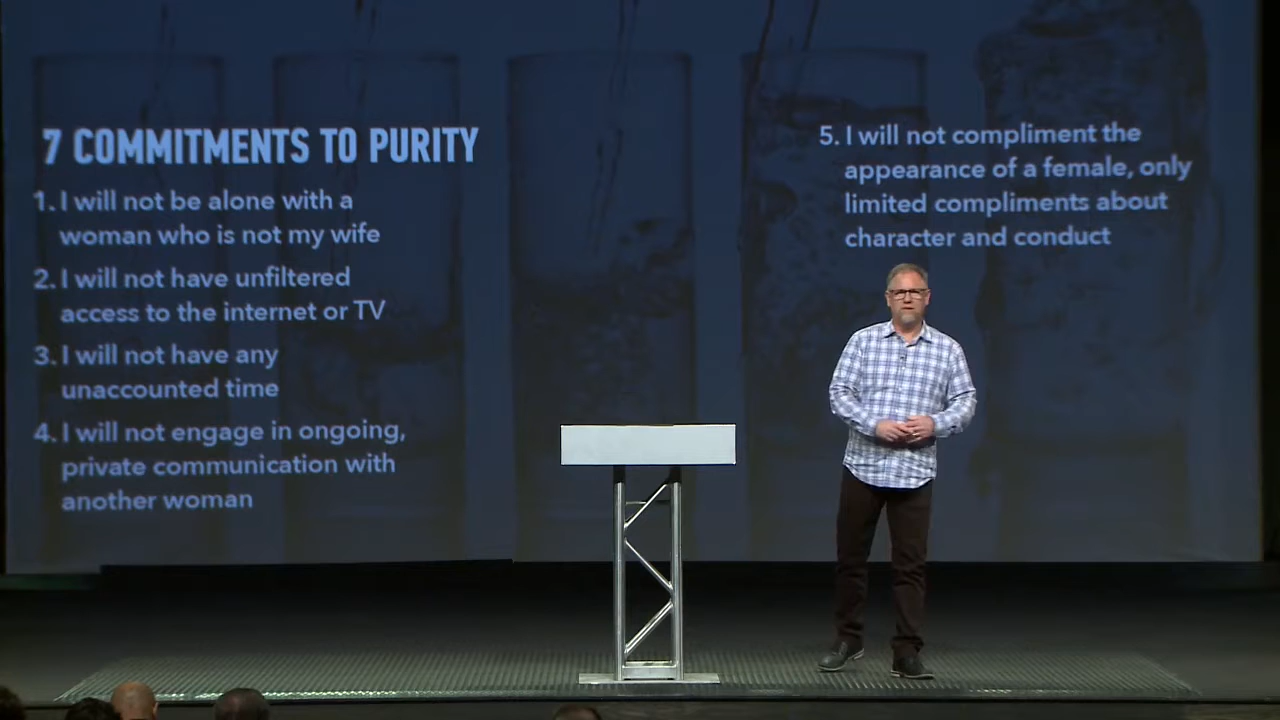 7 COMMITMENTS TO PURITY
1. I will not be alone with a
woman who is not my wife
2. I will not have unfiltered
access to the internet or TV
3. I will not have any
unaccounted time
4. I will not engage in ongoing,
private communication with
another woman
5. I will not compliment the
appearance of a female, only
limited compliments about
character and conduct